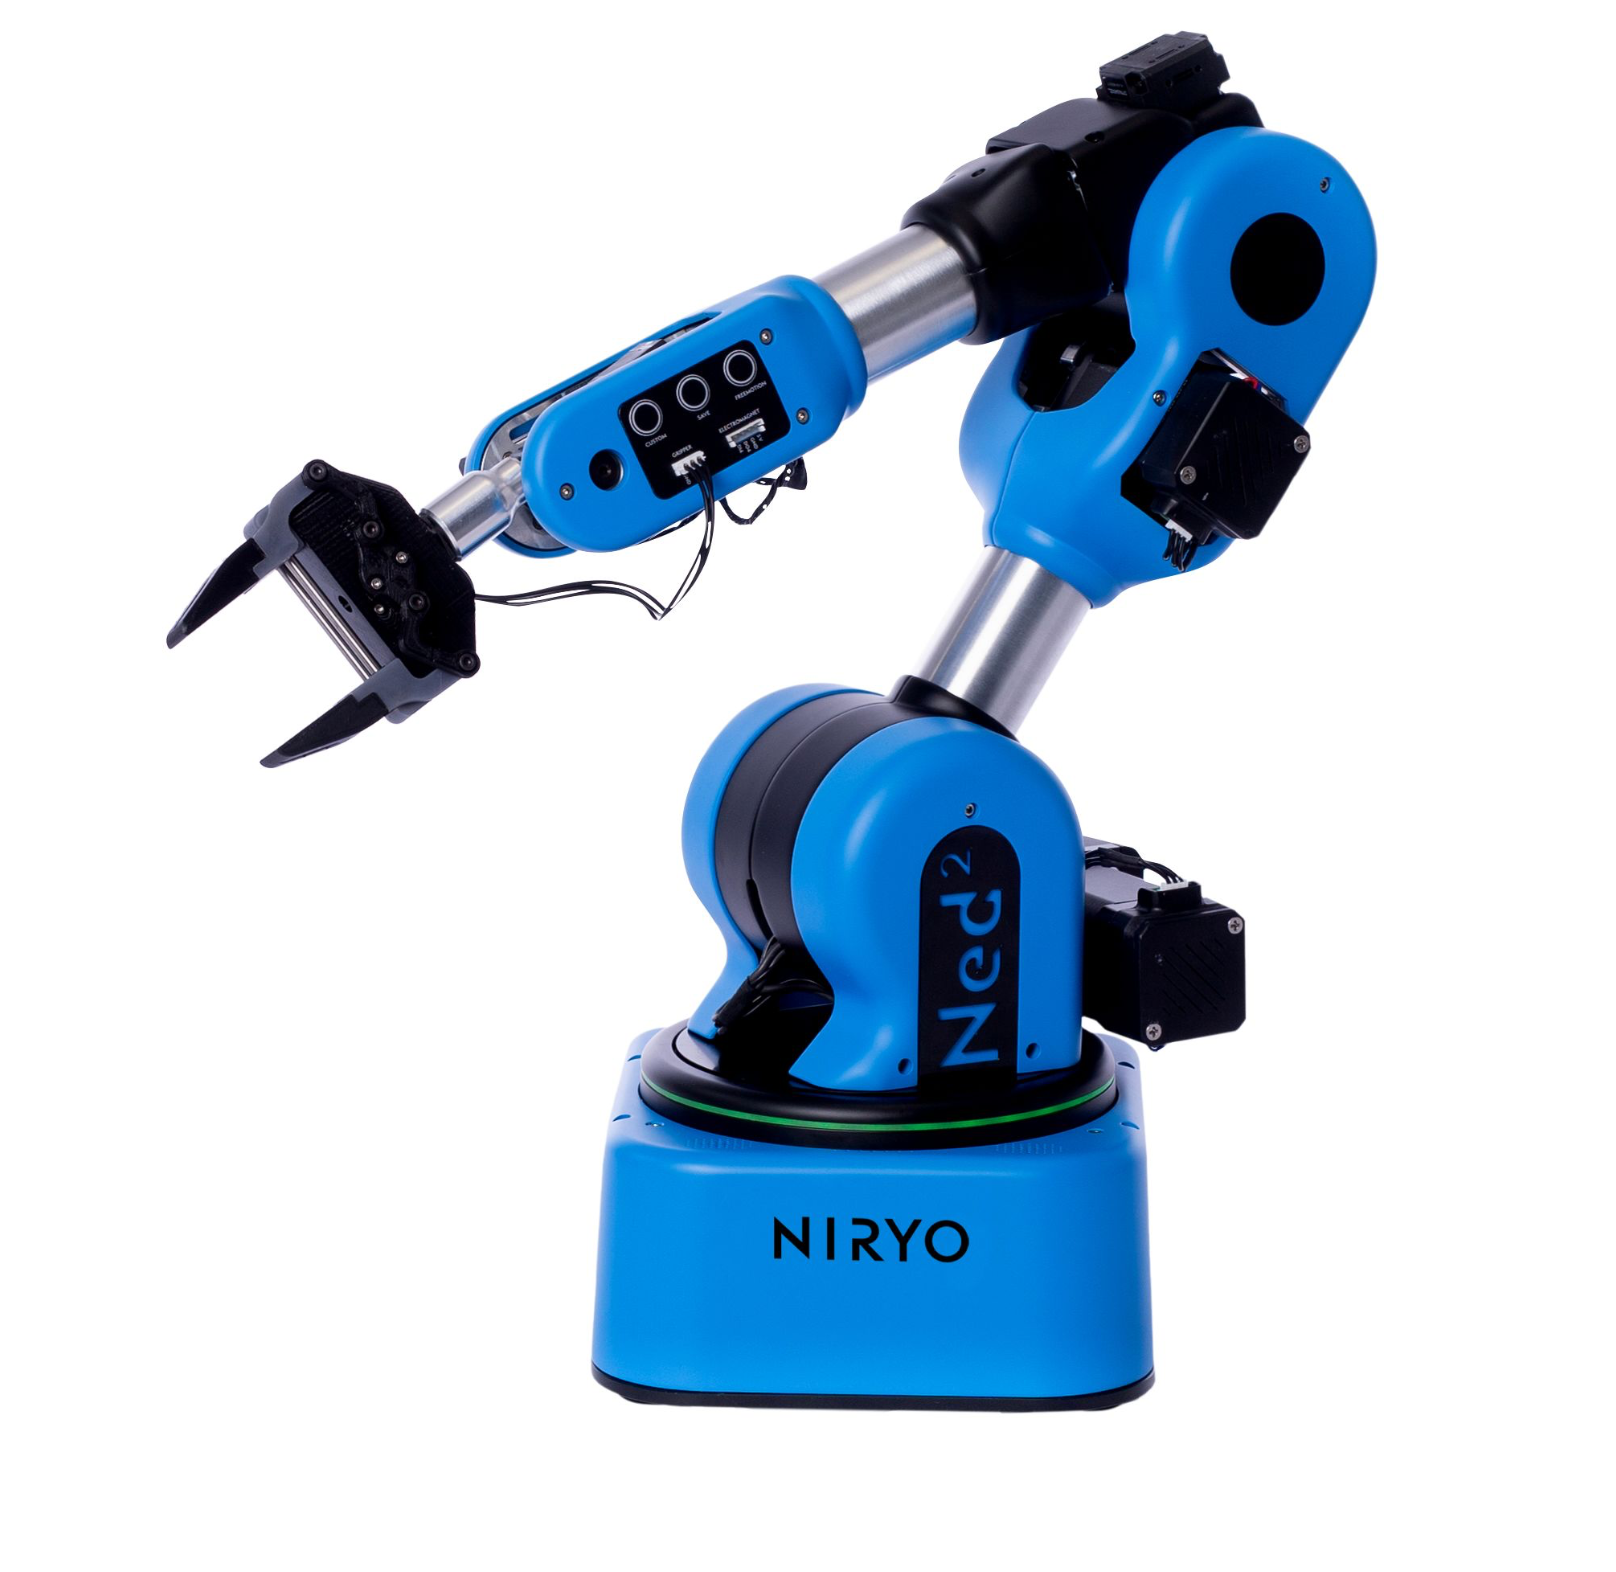 FREEMOTION
SAVE
CUSTOM
ELECTROMAGNET
GRIPPER
Ned²
NIRYO